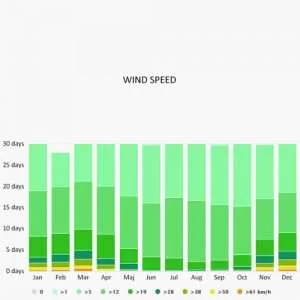 WIND SPEED
30 days
25 days
20 days
15 days
10 days
5 days
0 days
Jan Feb Mar Apr May Jun Jul Aug Sep Oct Nov Dec
0 >1 >5 >12 >19 >28 >38 >50 >61 km/h